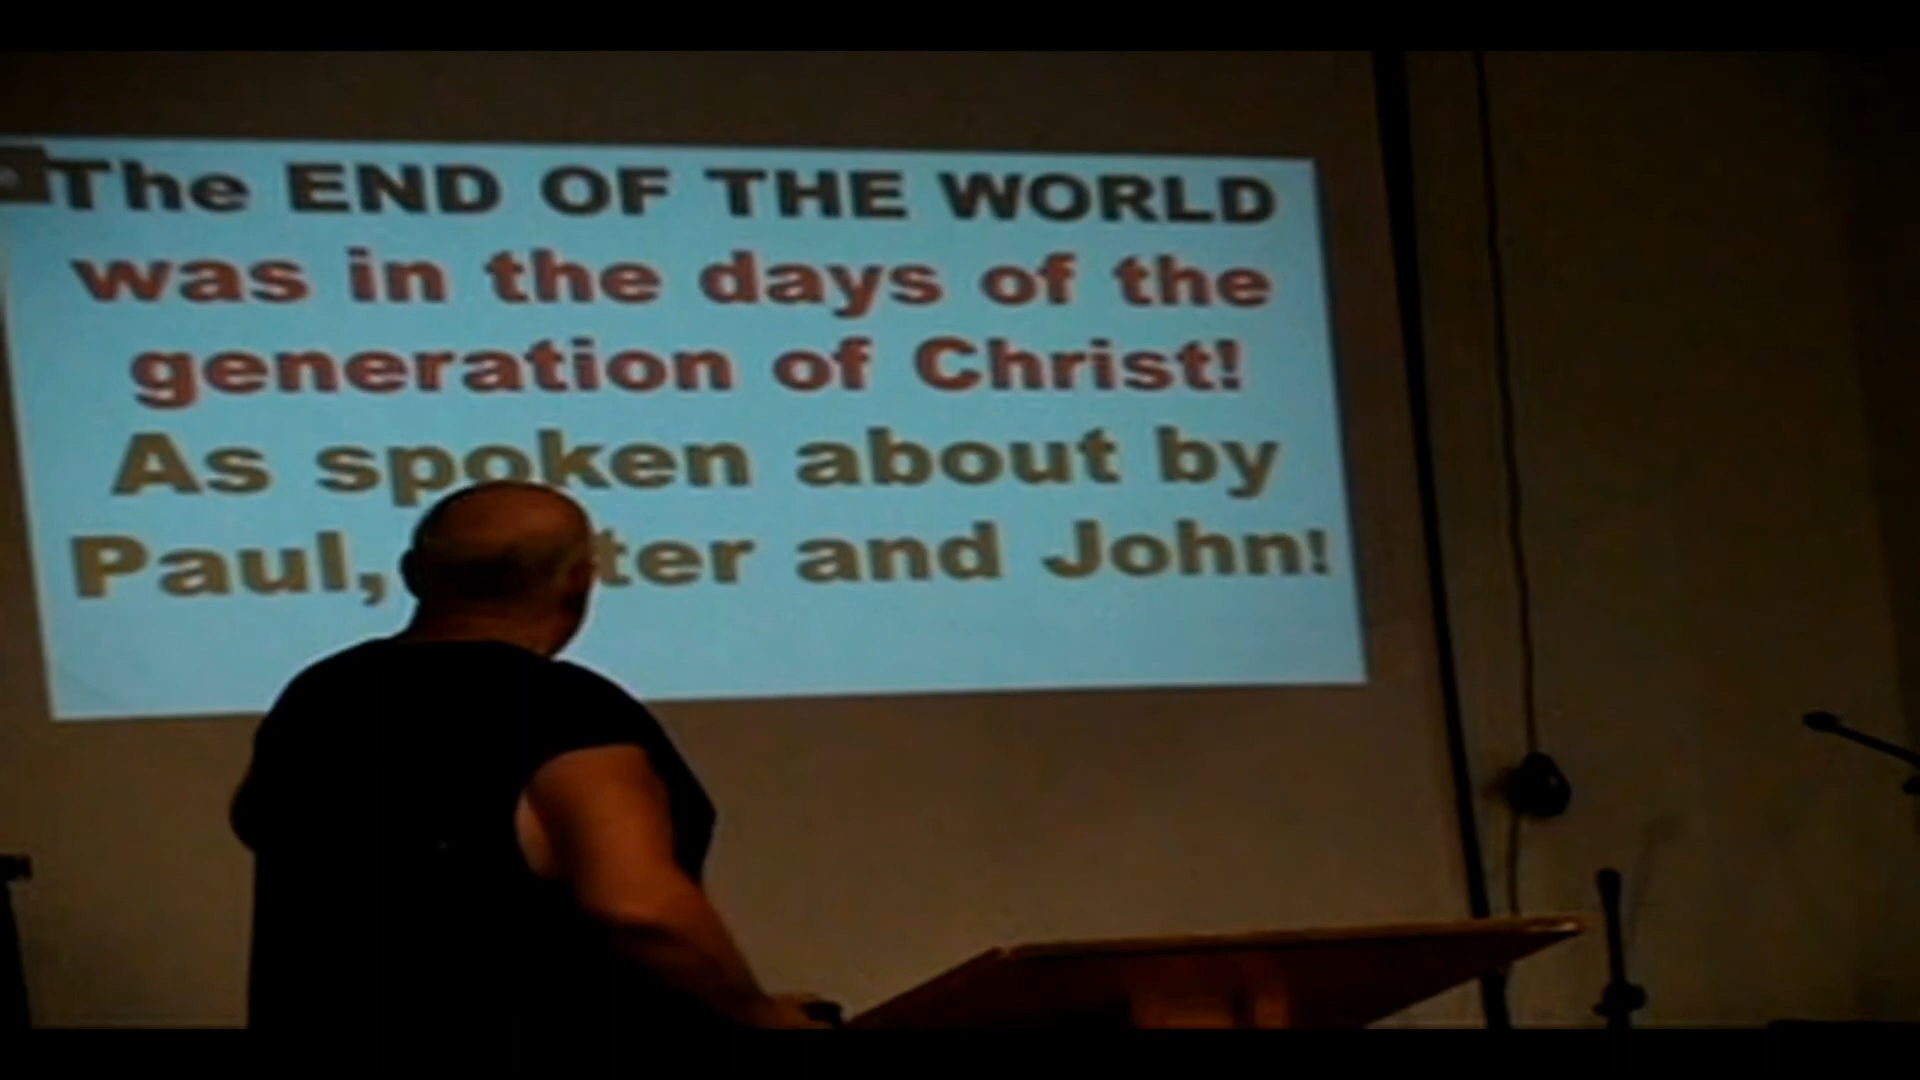 The END OF THE WORLD
was in the days of the
generation of Christ!
As spoken about by
Paul, ter and John!